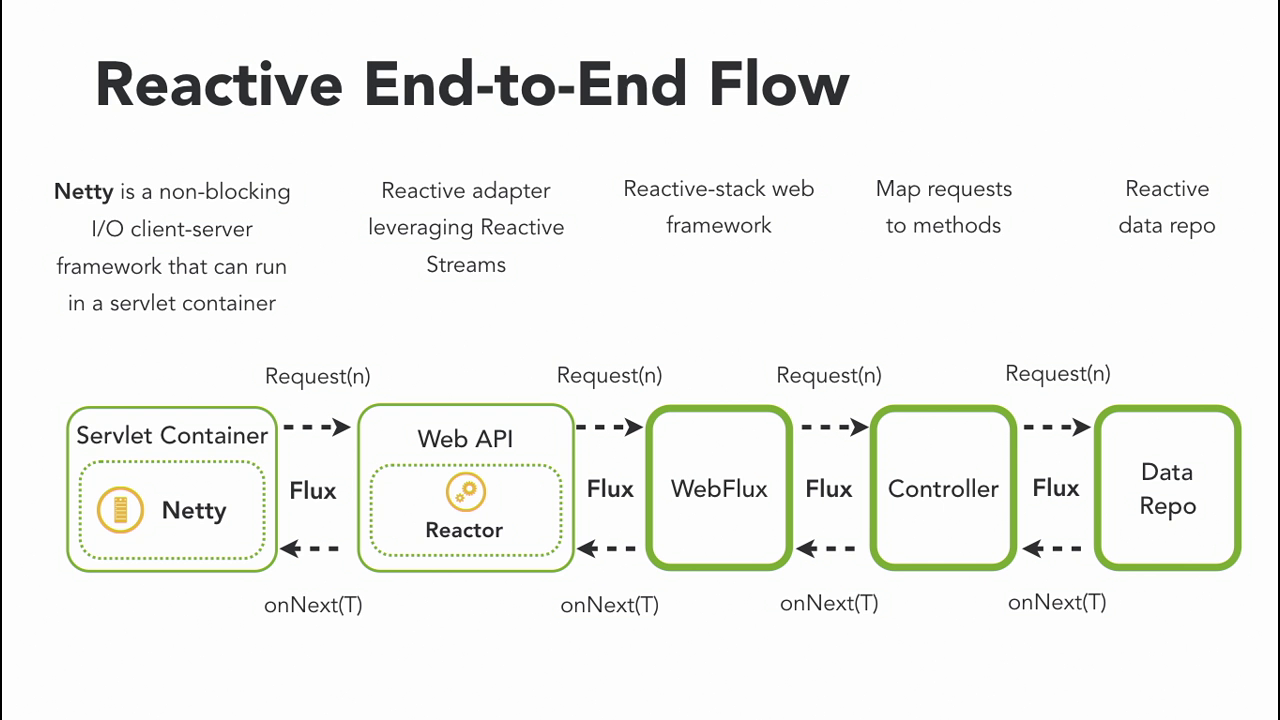 Reactive End-to-End Flow
Netty is a non-blocking
I/O client-server
framework that can run
in a servlet container
Reactive adapter
leveraging Reactive
Streams
Reactive-stack web
framework
Map requests
to methods
Reactive
data repo
Request(n)
Request(n)
Request(n)
Request(n)
Servlet Container
Netty
Flux
Web API
Reactor
Flux
WebFlux
Flux
Controller
Flux
Data
Repo
onNext(T)
onNext(T)
onNext(T)
onNext(T)